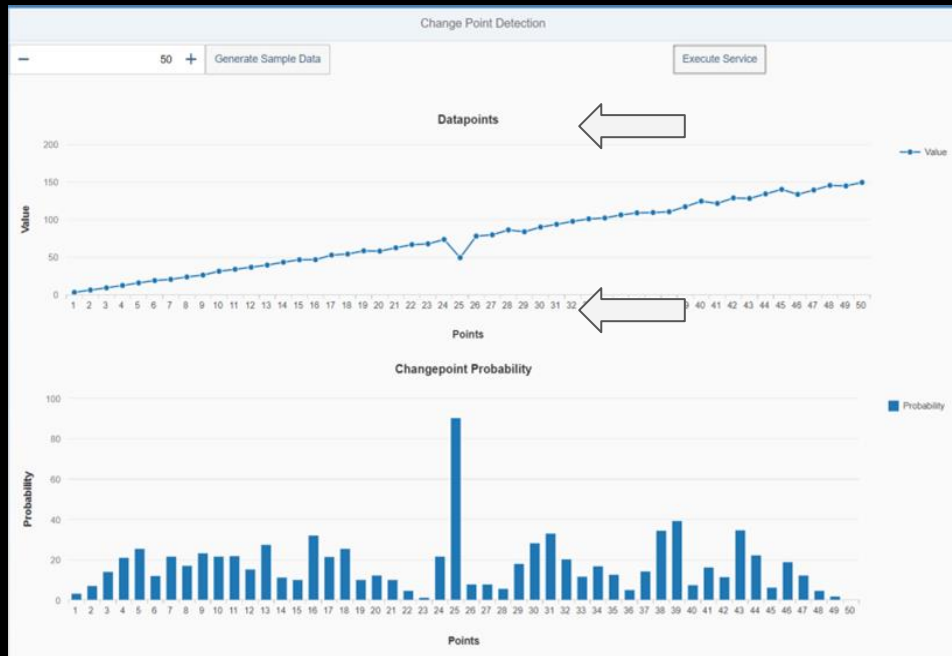 Change Point Detection
− 50 + Generate Sample Data Execute Service
Datapoints
200
Value
150
100
Value
50
0
1 2 3 4 5 6 7 8 9 10 11 12 13 14 15 16 17 18 19 20 21 22 23 24 25 26 27 28 29 30 31 32 40 41 42 43 44 45 46 47 48 49 50
Points
Changepoint Probability
100
Probability
80
60
Probability
40
20
0
1 2 3 4 5 6 7 8 9 10 11 12 13 14 15 16 17 18 19 20 21 22 23 24 25 26 27 28 29 30 31 32 33 34 35 36 37 38 39 40 41 42 43 44 45 46 47 48 49 50
Points